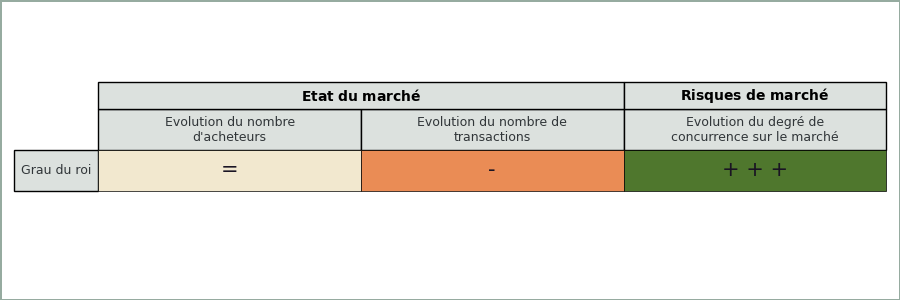 Etat du marché
Risques de marché
Evolution du nombre
d'acheteurs
Evolution du nombre de
transactions
Evolution du degré de
concurrence sur le marché
Grau du roi
=
-
+ + +